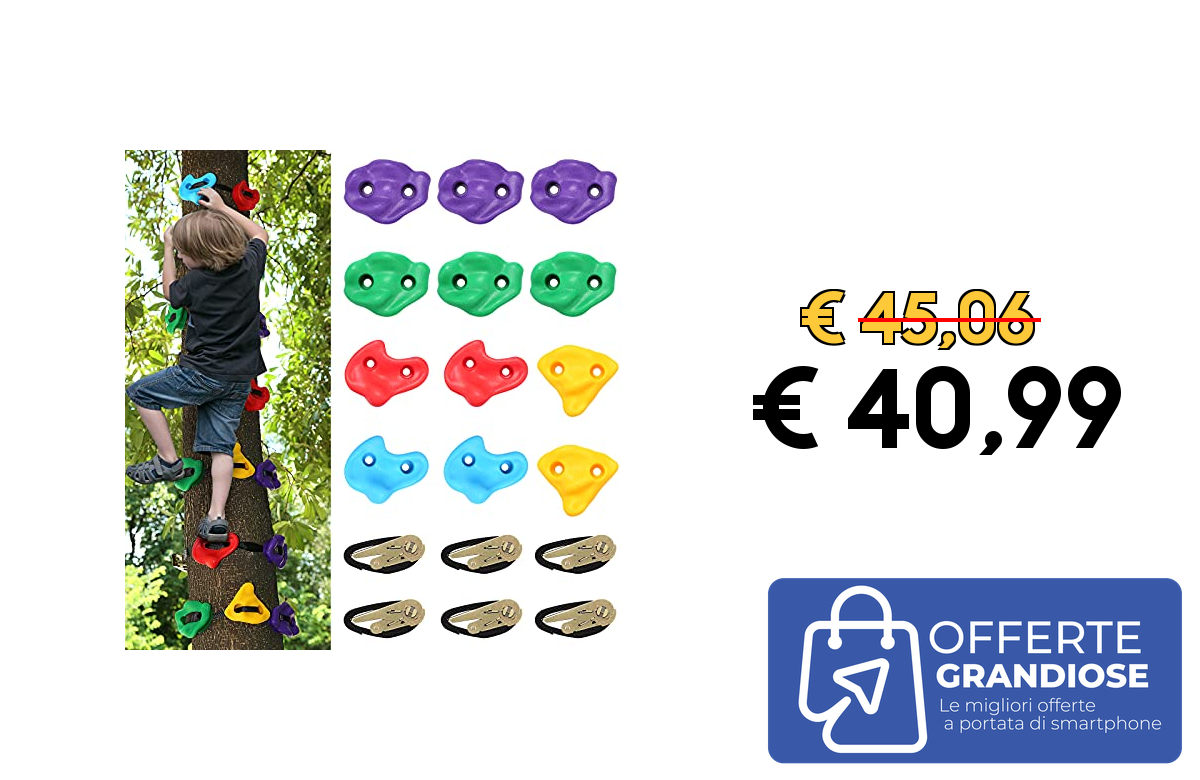 € 45,06
€ 40,99
OFFERTE
GRANDIOSE
Le migliori offerte
a portata di smartphone